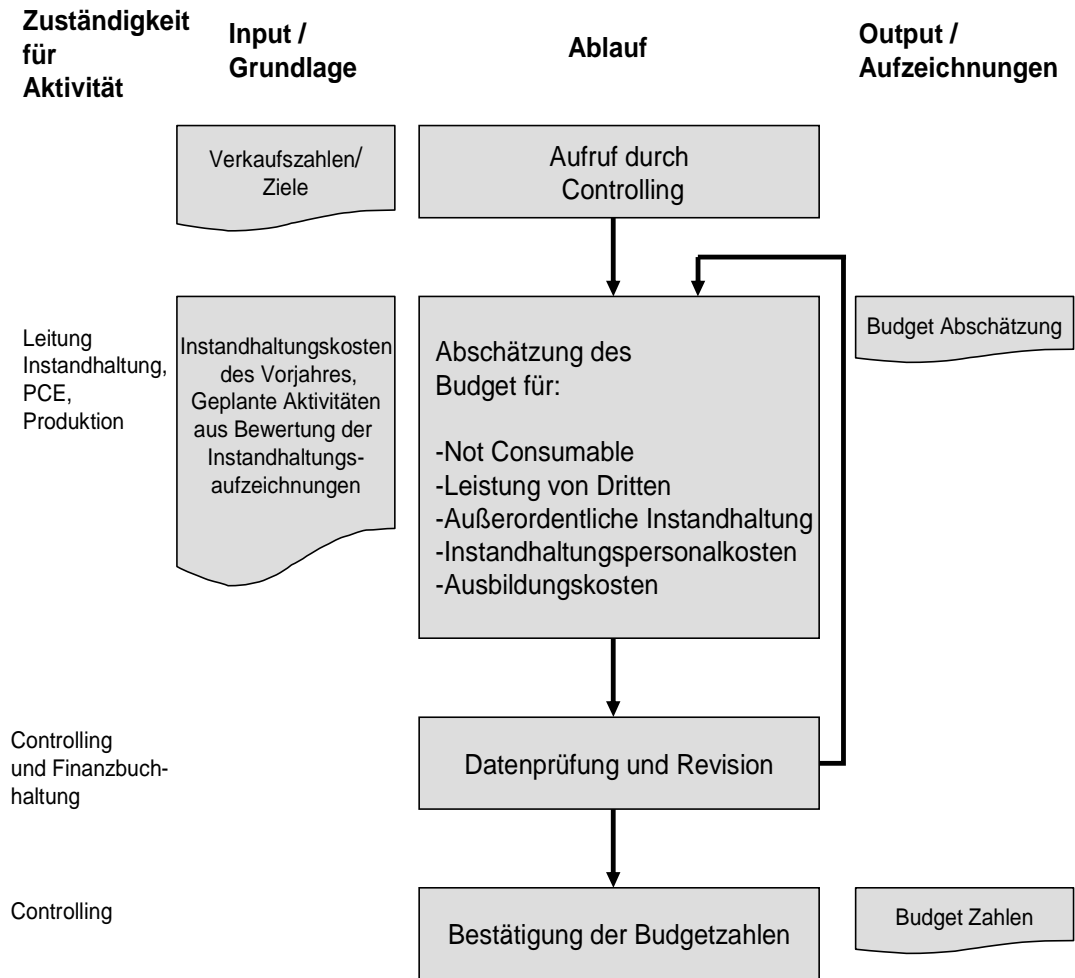 Zuständigkeit
für
Aktivität
Input /
Grundlage
Ablauf
Output /
Aufzeichnungen
Verkaufszahlen/
Ziele
Aufruf durch
Controlling
Leitung
Instandhaltung,
PCE,
Produktion
Instandhaltungskosten
des Vorjahres,
Geplante Aktivitäten
aus Bewertung der
Instandhaltungs-
aufzeichnungen
Abschätzung des
Budget für:
-Not Consumable
-Leistung von Dritten
-Außerordentliche Instandhaltung
-Instandhaltungspersonalkosten
-Ausbildungskosten
Budget Abschätzung
Controlling
und Finanzbuch-
haltung
Datenprüfung und Revision
Controlling
Bestätigung der Budgetzahlen
Budget Zahlen